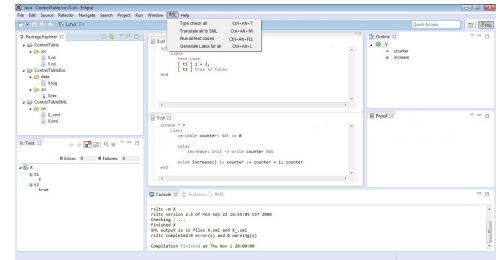 Java - ControlTable/src/X.rsl - Eclipse
File Edit Source Refactor Navigate Search Project Run Window Help
Quick Access
Type check all Ctrl+Alt+T
Translate all to SML Ctrl+Alt+M
Run all test cases
Generate Latex for all Ctrl+Alt+L
Package Explorer
ControlTable
src
X.rsl
Y.rsl
ControlTableDoc
data
X.log
src
X.tex
ControlTableSML
src
X_.sml
X.sml
class
test_case
[ t1 ] 1 + 2,
[ t2 ] true \/ false
end
Outline
Y
counter
increase
Y.rsl
scheme Y =
class
variable counter: Nat := 0
value
increase: Unit -> write counter Nat
axiom increase() is counter := counter + 1; counter
end
Proof
Errors 0 Failures 0
X
t1
3
t2
true
Console Problems REPL
rsltc -m X
rsltc version 2.5 of Mon Sep 22 16:55:05 CST 2008
Checking X ...
Finished X
SML output is in files X.sml and X_.sml
rsltc completed:0 error(s) and 0 warning(s)
Compilation finished at Thu Nov 1 20:00:00